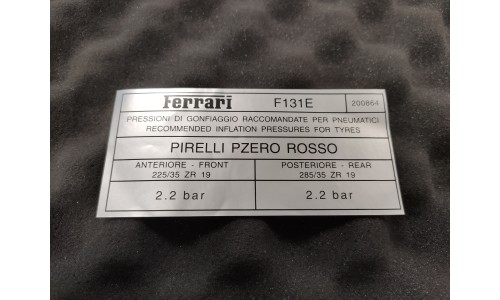 Ferrari F131E 200864
PRESSIONI DI GONFIAGGIO RACCOMANDATE PER PNEUMATICI
RECOMMENDED INFLATION PRESSURES FOR TYRES
PIRELLI PZERO ROSSO
ANTERIORE - FRONT POSTERIORE - REAR
225/35 ZR 19 285/35 ZR 19
2.2 bar 2.2 bar